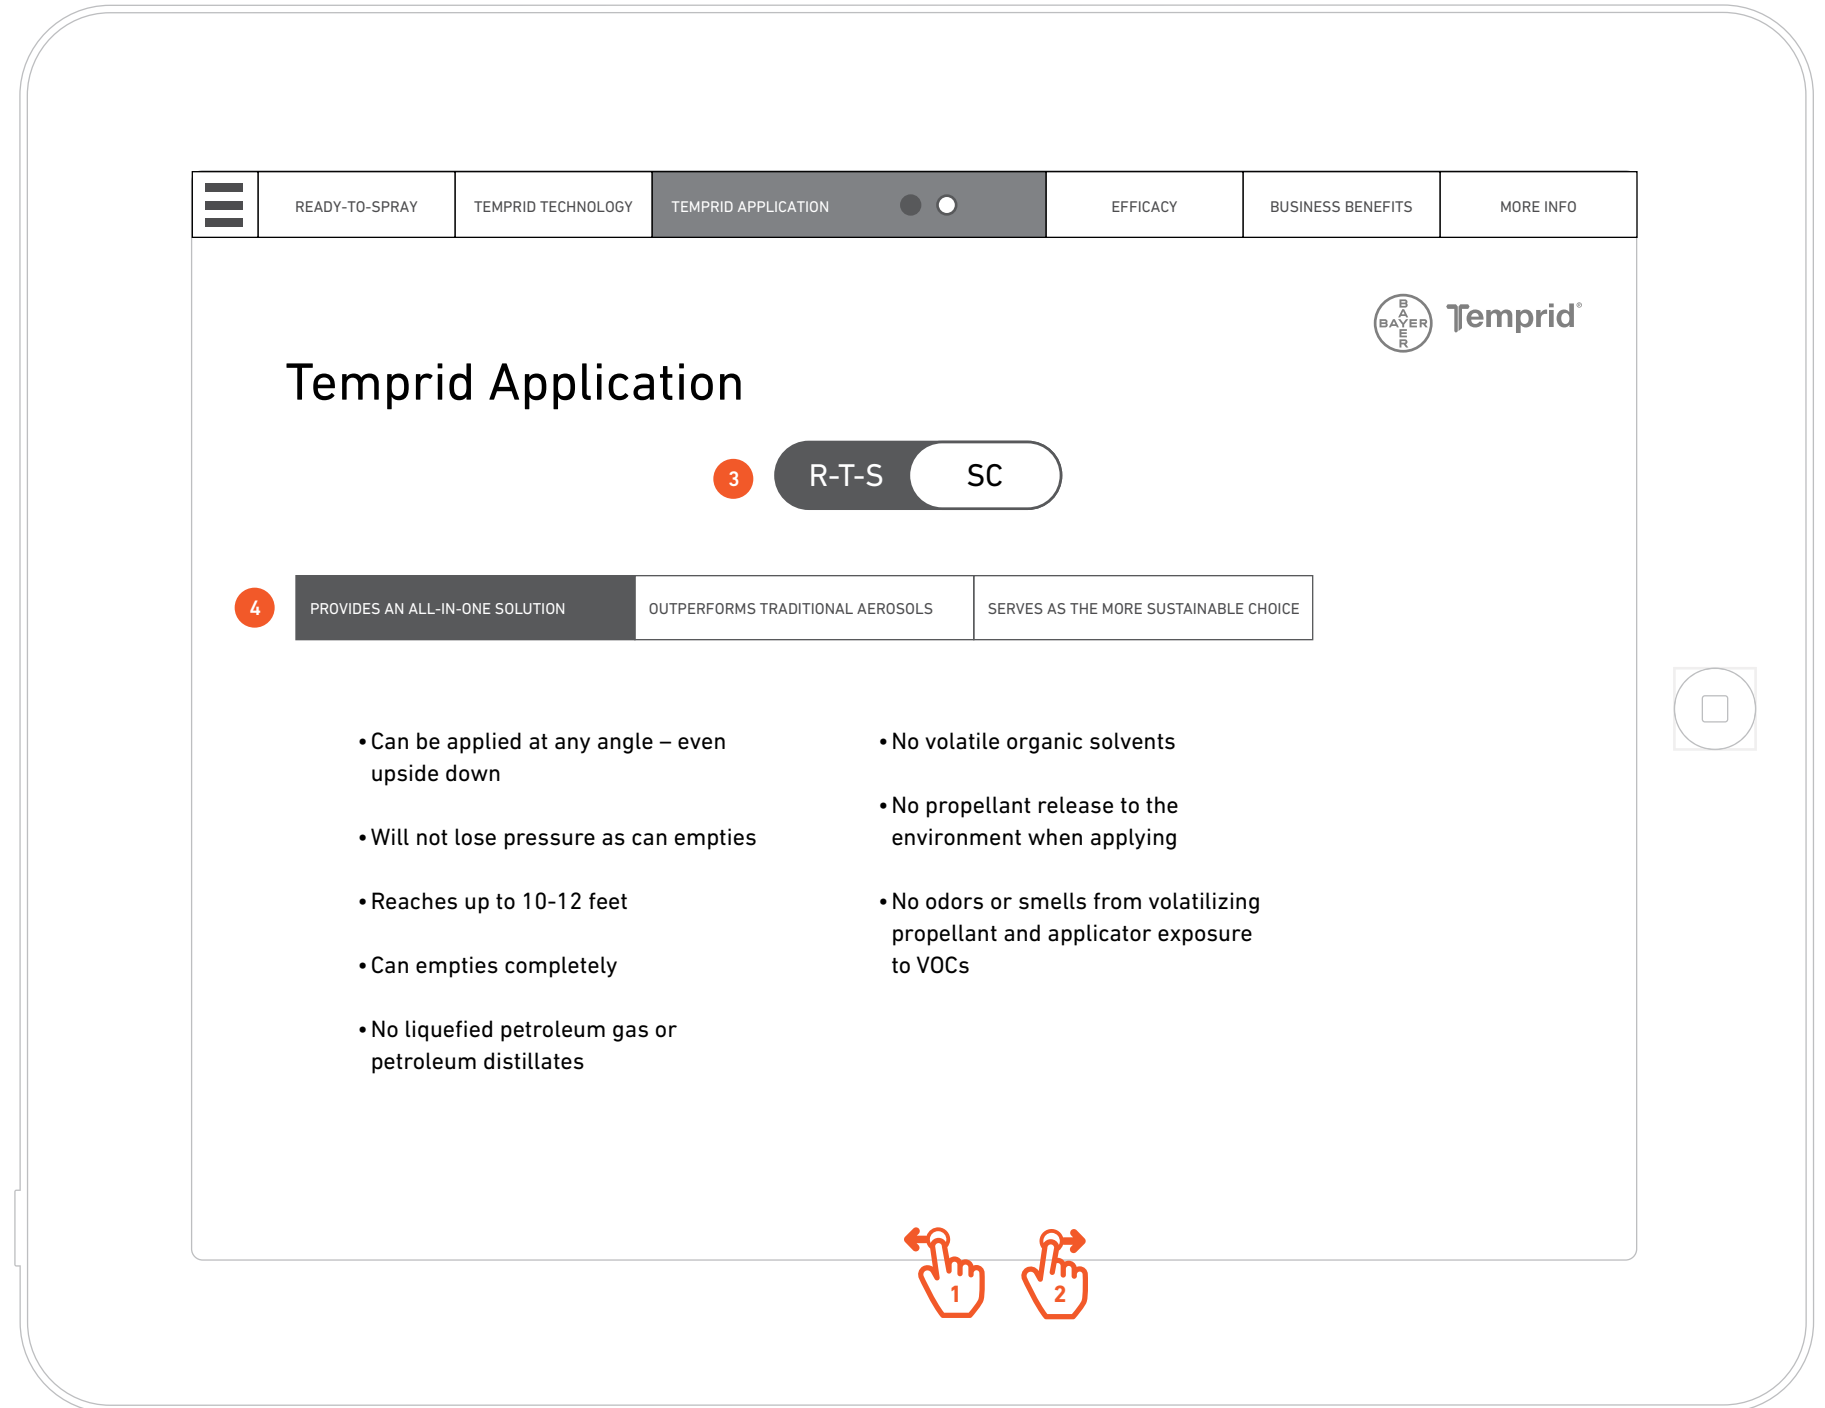 READY-TO-SPRAY
TEMPRID TECHNOLOGY
TEMPRID APPLICATION
EFFICACY
BUSINESS BENEFITS
MORE INFO
BAYER
BAYER
Temprid®
Temprid Application
3
R-T-S
SC
4
PROVIDES AN ALL-IN-ONE SOLUTION
OUTPERFORMS TRADITIONAL AEROSOLS
SERVES AS THE MORE SUSTAINABLE CHOICE
• Can be applied at any angle – even
upside down
• Will not lose pressure as can empties
• Reaches up to 10-12 feet
• Can empties completely
• No liquefied petroleum gas or
petroleum distillates
• No volatile organic solvents
• No propellant release to the
environment when applying
• No odors or smells from volatilizing
propellant and applicator exposure
to VOCs
1
2